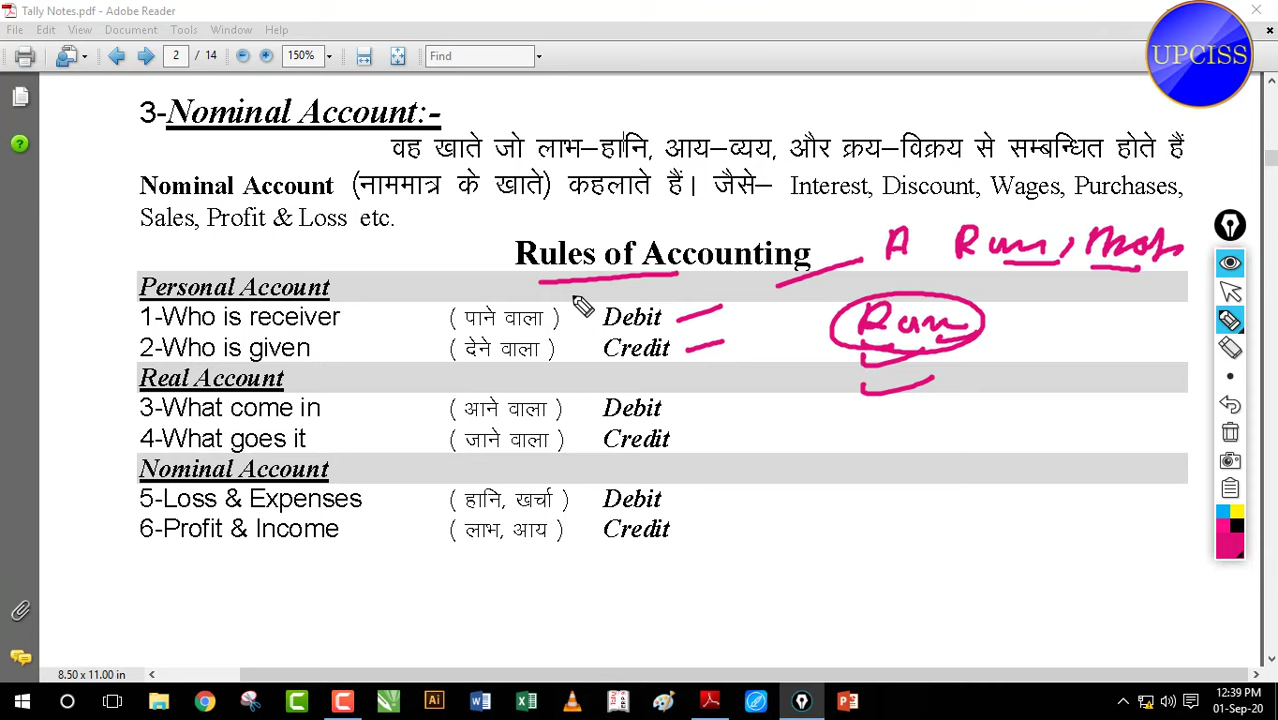 Tally Notes.pdf - Adobe Reader
File Edit View Document Tools Window Help
2 / 14 150% Find
UPCISS
3-Nominal Account:-
वह खाते जो लाभ–हानि, आय–व्यय, और क्रय–विक्रय से सम्बन्धित होते हैं
Nominal Account (नाममात्र के खाते) कहलाते हैं। जैसे– Interest, Discount, Wages, Purchases,
Sales, Profit & Loss etc.
Rules of Accounting
A Ram,
Personal Account
1-Who is receiver ( पाने वाला ) Debit
Ram
2-Who is given ( देने वाला ) Credit
Real Account
3-What come in ( आने वाला ) Debit
4-What goes it ( जाने वाला ) Credit
Nominal Account
5-Loss & Expenses ( हानि, खर्चा ) Debit
6-Profit & Income ( लाभ, आय ) Credit
8.50 x 11.00 in
12:39 PM
01-Sep-20